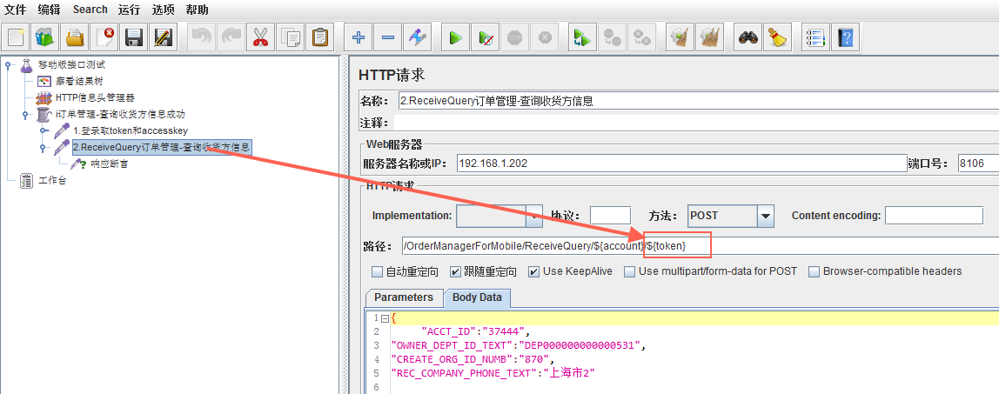 文件 编辑 Search 运行 选项 帮助
移动版接口测试
察看结果树
HTTP信息头管理器
i订单管理-查询收货方信息成功
1.登录取token和accesskey
2.ReceiveQuery订单管理-查询收货方信息
响应断言
工作台
HTTP请求
名称: 2.ReceiveQuery订单管理-查询收货方信息
注释:
Web服务器
服务器名称或IP: 192.168.1.202 端口号: 8106
HTTP请求
Implementation: 协议: 方法: POST Content encoding:
路径: /OrderManagerForMobile/ReceiveQuery/${account}/${token}
自动重定向 跟随重定向 Use KeepAlive Use multipart/form-data for POST Browser-compatible headers
Parameters Body Data
1 {
2 "ACCT_ID":"37444",
3 "OWNER_DEPT_ID_TEXT":"DEP000000000000531",
4 "CREATE_ORG_ID_NUMB":"870",
5 "REC_COMPANY_PHONE_TEXT":"上海市2"
6